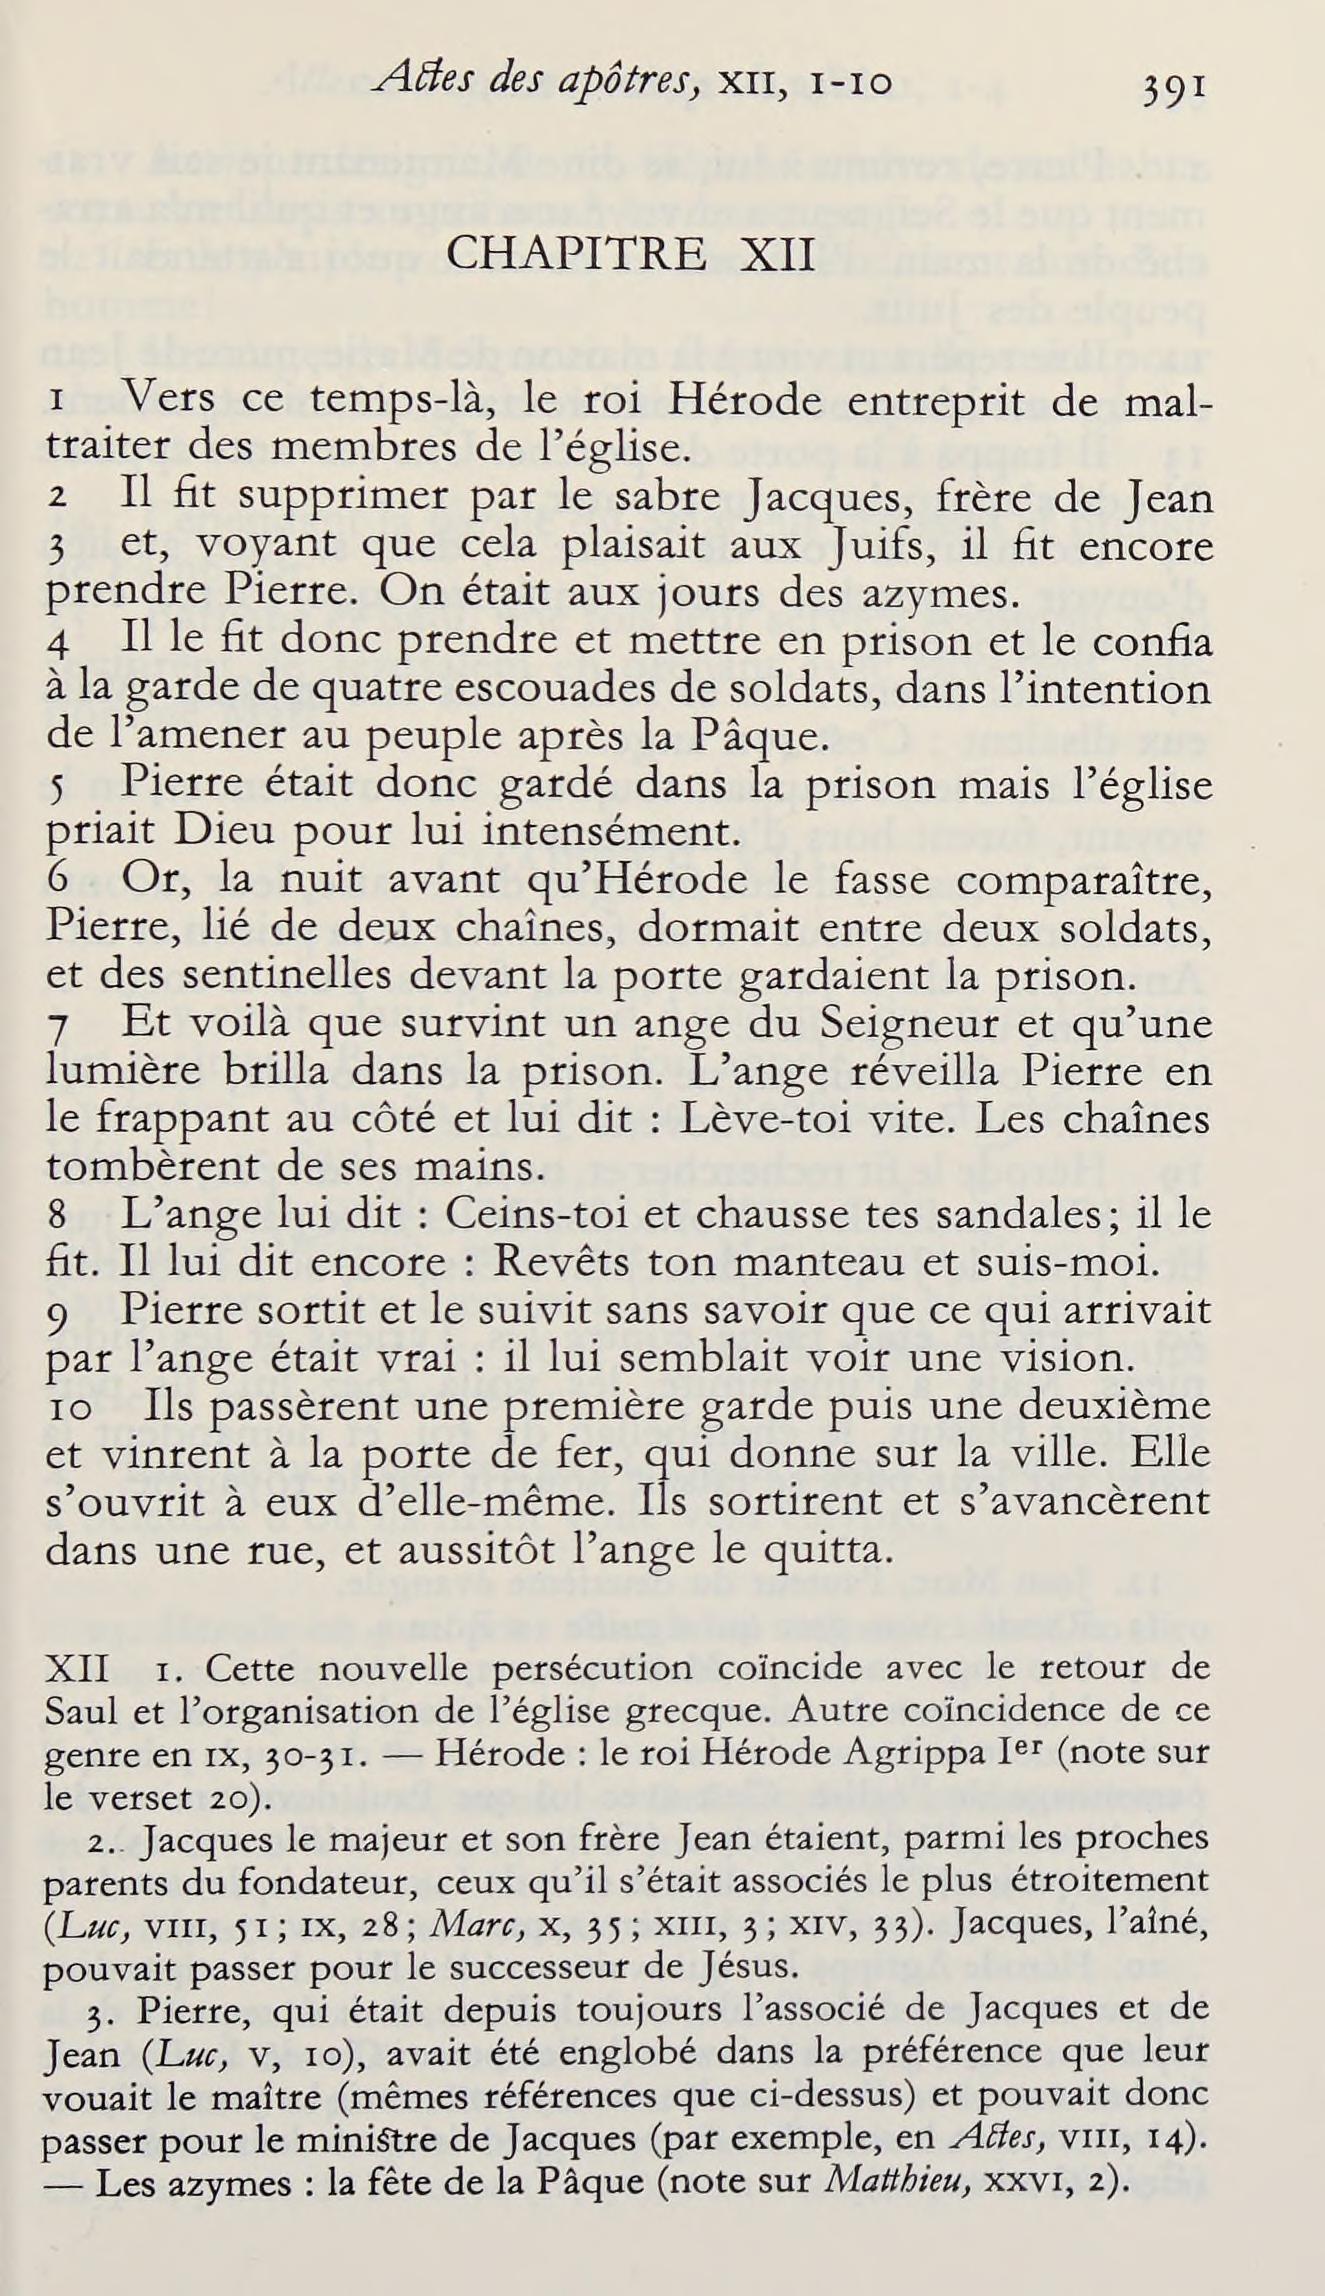 Actes des apôtres, XII, 1-10 391
CHAPITRE XII
1 Vers ce temps-là, le roi Hérode entreprit de mal-
traiter des membres de l’église.
2 Il fit supprimer par le sabre Jacques, frère de Jean
3 et, voyant que cela plaisait aux Juifs, il fit encore
prendre Pierre. On était aux jours des azymes.
4 Il le fit donc prendre et mettre en prison et le confia
à la garde de quatre escouades de soldats, dans l’intention
de l’amener au peuple après la Pâque.
5 Pierre était donc gardé dans la prison mais l’église
priait Dieu pour lui intensément.
6 Or, la nuit avant qu’Hérode le fasse comparaître,
Pierre, lié de deux chaînes, dormait entre deux soldats,
et des sentinelles devant la porte gardaient la prison.
7 Et voilà que survint un ange du Seigneur et qu’une
lumière brilla dans la prison. L’ange réveilla Pierre en
le frappant au côté et lui dit : Lève-toi vite. Les chaînes
tombèrent de ses mains.
8 L’ange lui dit : Ceins-toi et chausse tes sandales; il le
fit. Il lui dit encore : Revêts ton manteau et suis-moi.
9 Pierre sortit et le suivit sans savoir que ce qui arrivait
par l’ange était vrai : il lui semblait voir une vision.
10 Ils passèrent une première garde puis une deuxième
et vinrent à la porte de fer, qui donne sur la ville. Elle
s’ouvrit à eux d’elle-même. Ils sortirent et s’avancèrent
dans une rue, et aussitôt l’ange le quitta.
XII 1. Cette nouvelle persécution coïncide avec le retour de
Saul et l’organisation de l’église grecque. Autre coïncidence de ce
genre en IX, 30-31. — Hérode : le roi Hérode Agrippa Ier (note sur
le verset 20).
2. Jacques le majeur et son frère Jean étaient, parmi les proches
parents du fondateur, ceux qu’il s’était associés le plus étroitement
(Luc, VIII, 51; IX, 28; Marc, X, 35; XIII, 3; XIV, 33). Jacques, l’aîné,
pouvait passer pour le successeur de Jésus.
3. Pierre, qui était depuis toujours l’associé de Jacques et de
Jean (Luc, V, 10), avait été englobé dans la préférence que leur
vouait le maître (mêmes références que ci-dessus) et pouvait donc
passer pour le ministre de Jacques (par exemple, en Actes, VIII, 14).
— Les azymes : la fête de la Pâque (note sur Matthieu, XXVI, 2).